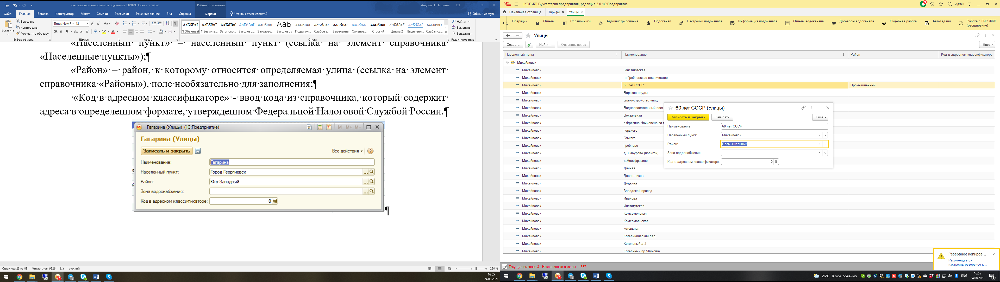 Руководство пользователя Водоканал ЮРЛИЦА.docx - Word
Работа с рисунками
Андрей Н. Пашутов
Файл Главная Вставка Конструктор Макет Ссылки Рассылки Рецензирование Вид Справка Формат Что вы хотите сделать? Общий доступ
Вставить
Вырезать
Копировать
Формат по образцу
Буфер обмена
Times New R 12
Шрифт
Абзац
АаБбВвГ АаБбВвГ АаБбВв АаБбВвГ АаБбВвГ АаЬ АаБбВвГ АаБбВвГ АаБбВвГ АаБбВвГ АаБбВвГ АаБбВвГ АаБбВвГ АаБбВвГ
¶ Обычный ¶ Без инте... Заголово... Заголово... Заголово... Заголовок Подзагол... Слабое в... Выделение Сильное... Строгий Цитата 2 Выделенн... Слабая сс...
Стили
Найти
Заменить
Выделить
Редактирование
«Населенный пункт» – населенный пункт (ссылка на элемент справочника
«Населенные пункты»);¶
«Район» – район, к которому относится определяемая улица (ссылка на элемент
справочника «Районы»), поле необязательно для заполнения;¶
«Код в адресном классификаторе» - ввод кода из справочника, который содержит
адреса в определенном формате, утвержденном Федеральной Налоговой Службой России.¶
Гагарина (Улицы) (1С:Предприятие)
M M+ M-
Гагарина (Улицы)
Записать и закрыть
Все действия
Наименование: Гагарина
Населенный пункт: Город Георгиевск
Район: Юго-Западный
Зона водоснабжения:
Код в адресном классификаторе: 0
¶
Страница 25 из 89 Число слов: 9326 русский
250 %
16:55
24.08.2021
[КОПИЯ] Бухгалтерия предприятия, редакция 3.0 1С:Предприятие
Админ
Начальная страница Тарифы × Улицы ×
Операции Отчеты Справочники Администрирование Водоканал Настройки водоканала Информация водоканала Отчеты водоканала Договоры водоканала Судебная работа Автозадачи Работа с ГИС ЖКХ
(расширение)
Улицы
Создать Найти... Отменить поиск Еще
Населенный пункт Наименование Район Код в адресном классификаторе
Михайловск
Михайловск Институтская
Михайловск п.Гребневское лесничество
Михайловск 60 лет СССР Промышленный
Михайловск Барские пруды
Михайловск благоустройство улиц
Михайловск Водноспасательный пост
Михайловск Вокзальная
Михайловск г.Фрязино Начислено за
Михайловск Горького
Михайловск Гоького
Михайловск Гребнево
Михайловск д. Сабурово (полигон)
Михайловск д.Новофрязино
Михайловск Дачная
Михайловск Десантников
Михайловск Дудкина
Михайловск Заводской проезд.
Михайловск Иванова
Михайловск Институтская
Михайловск Комсомопская
Михайловск Комсомольская
Михайловск котельная
Михайловск Котельнический пер.
Михайловск Котельный д.2
Михайловск Котельный пр \Жукова\
60 лет СССР (Улицы)
Записать и закрыть Записать Еще
Наименование: 60 лет СССР
Населенный пункт: Михайловск
Район: Промышленный
Зона водоснабжения:
Код в адресном классификаторе: 0
Резервное копиров...
Рекомендуется
настроить резервное к...
Текущие вызовы: 8 Накопленные вызовы: 1 637
26°C В осн. облачно
ENG
16:55
24.08.2021